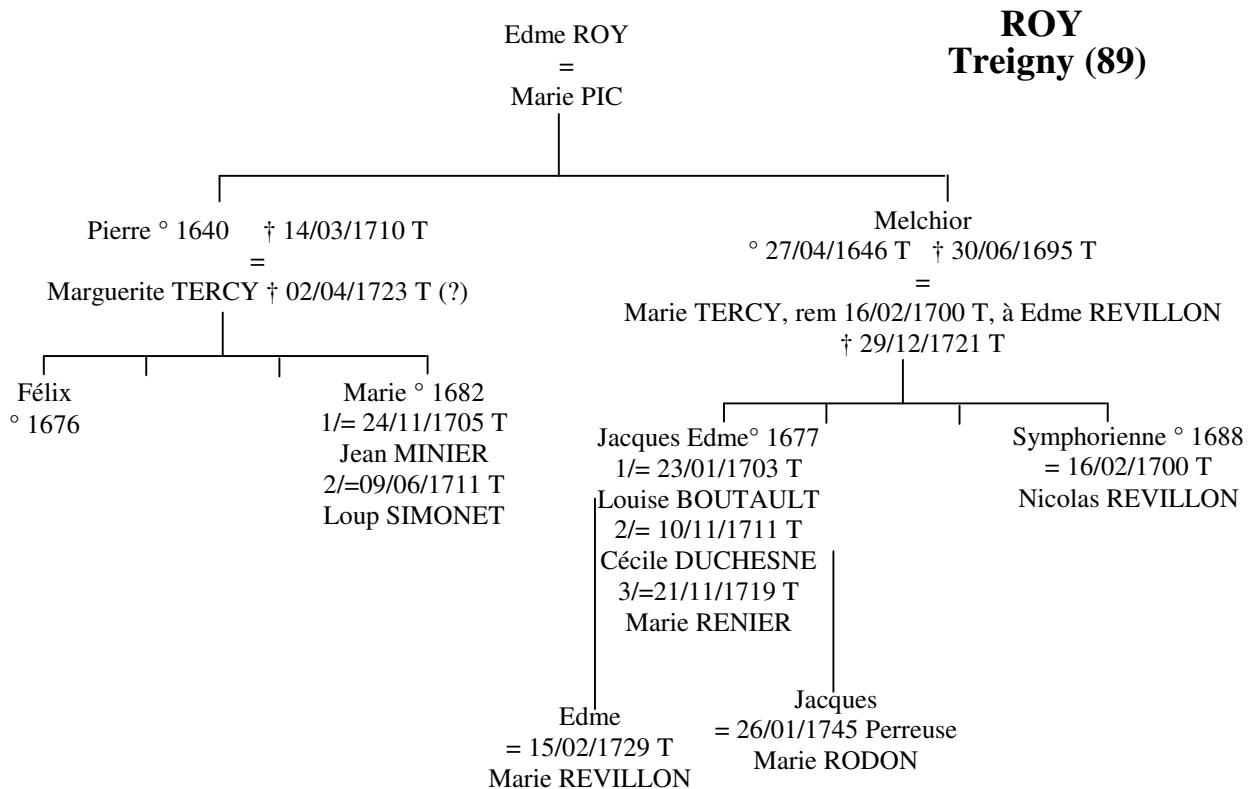 ROY
Treigny (89)
Edme ROY
=
Marie PIC
Pierre ° 1640 † 14/03/1710 T
=
Marguerite TERCY † 02/04/1723 T (?)
Melchior
° 27/04/1646 T † 30/06/1695 T
=
Marie TERCY, rem 16/02/1700 T, à Edme REVILLON
† 29/12/1721 T
Félix
° 1676
Marie ° 1682
1/= 24/11/1705 T
Jean MINIER
2/=09/06/1711 T
Loup SIMONET
Jacques Edme° 1677
1/= 23/01/1703 T
Louise BOUTAULT
2/= 10/11/1711 T
Cécile DUCHESNE
3/=21/11/1719 T
Marie RENIER
Symphorienne ° 1688
= 16/02/1700 T
Nicolas REVILLON
Edme
= 15/02/1729 T
Marie REVILLON
Jacques
= 26/01/1745 Perreuse
Marie RODON